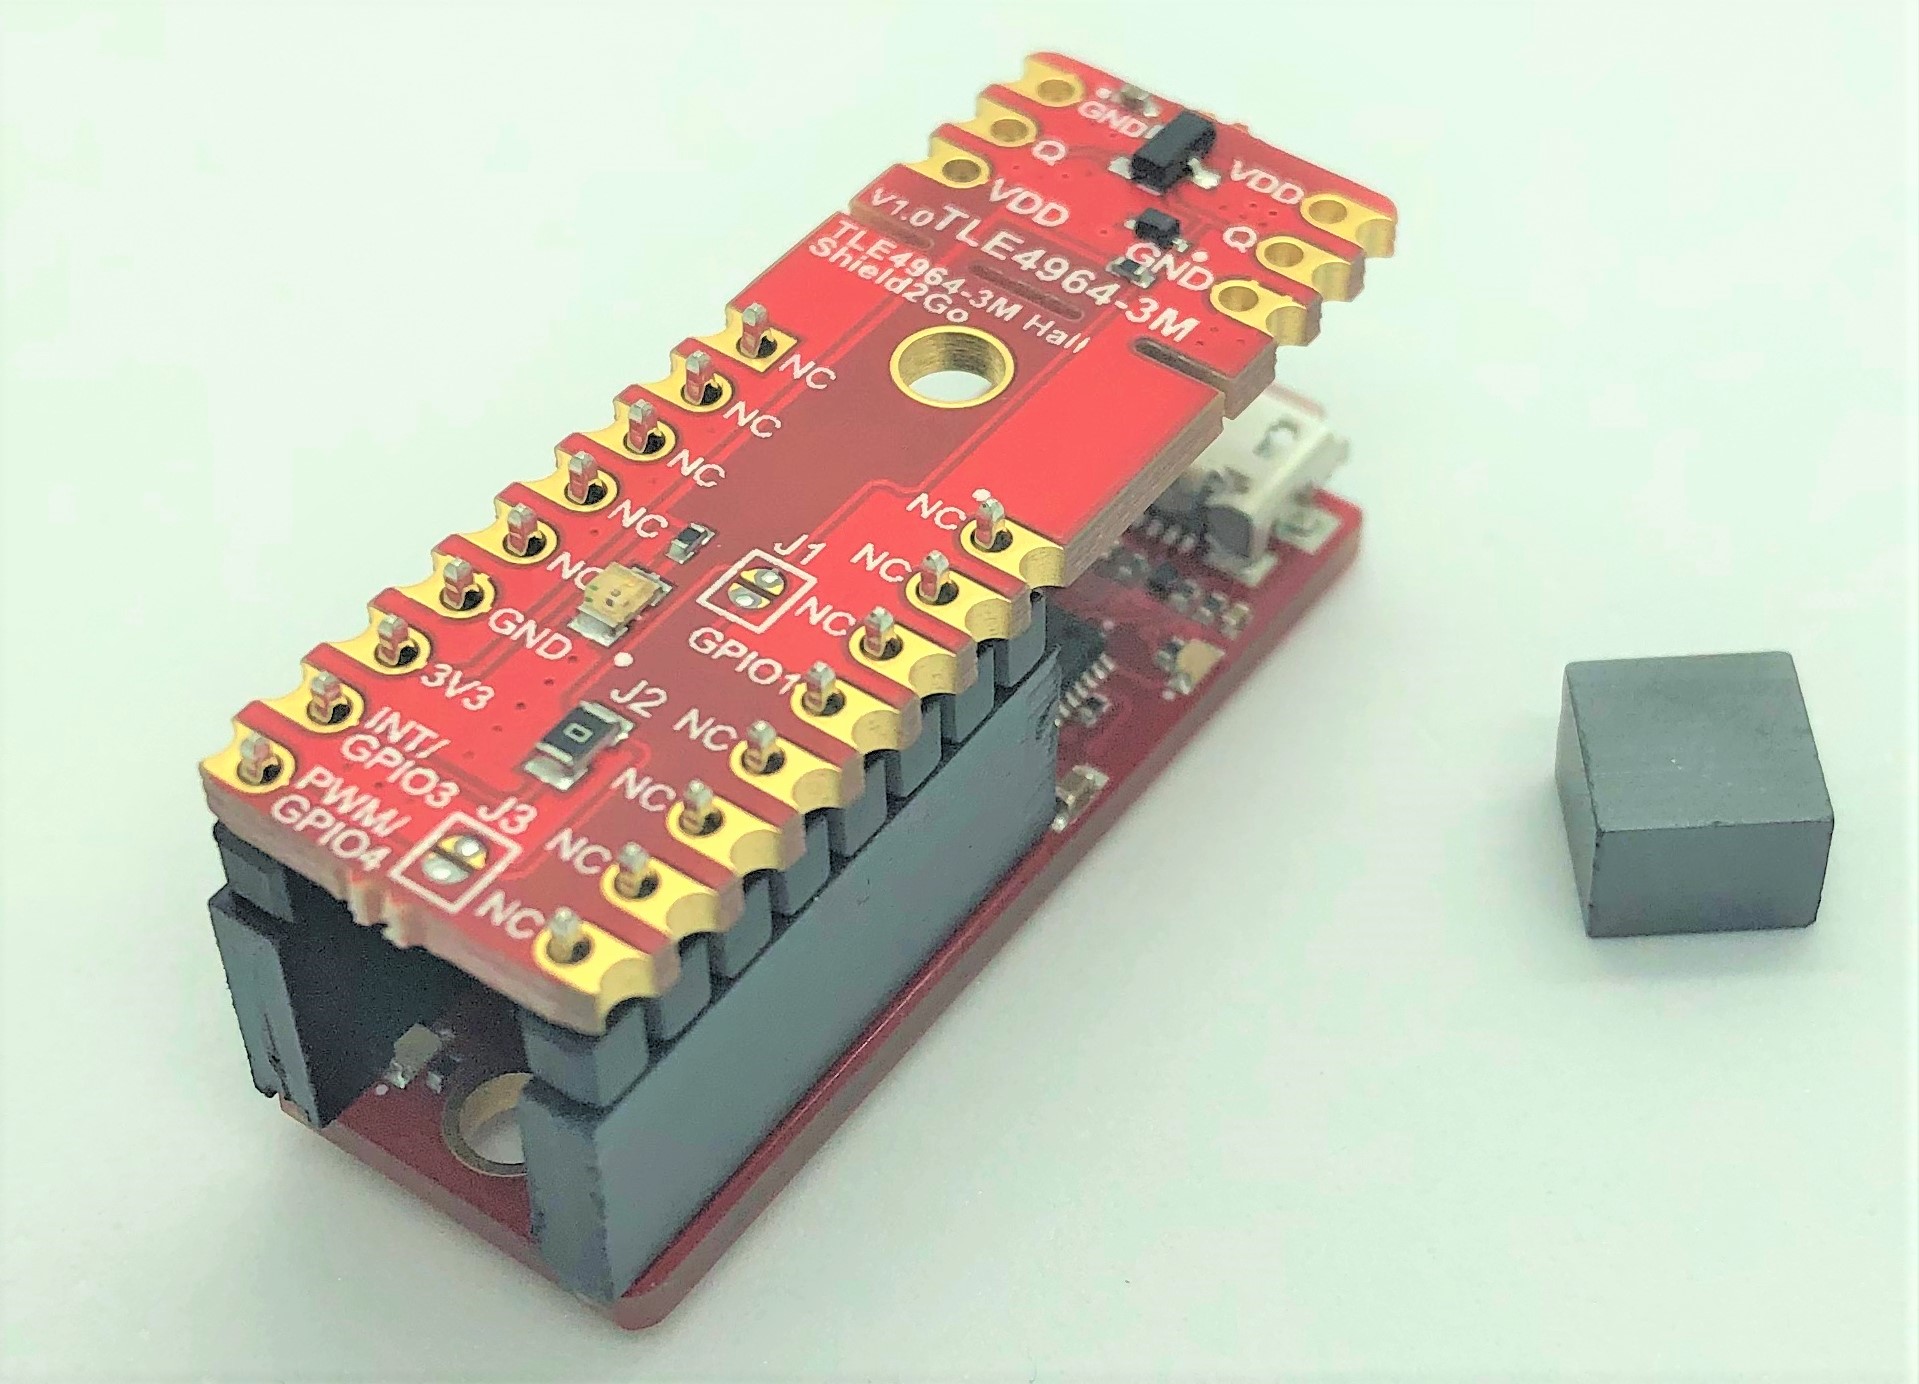 GND
Q
VDD
VDD
Q
GND
V1.0
TLE4964-3M
TLE4964-3M Hall
Shield2Go
NC
NC
NC
NC
NC
GND
3V3
INT/
GPIO3
PWM/
GPIO4
J1
GPIO1
J2
0
J3
NC
NC
NC
NC
NC
NC
NC